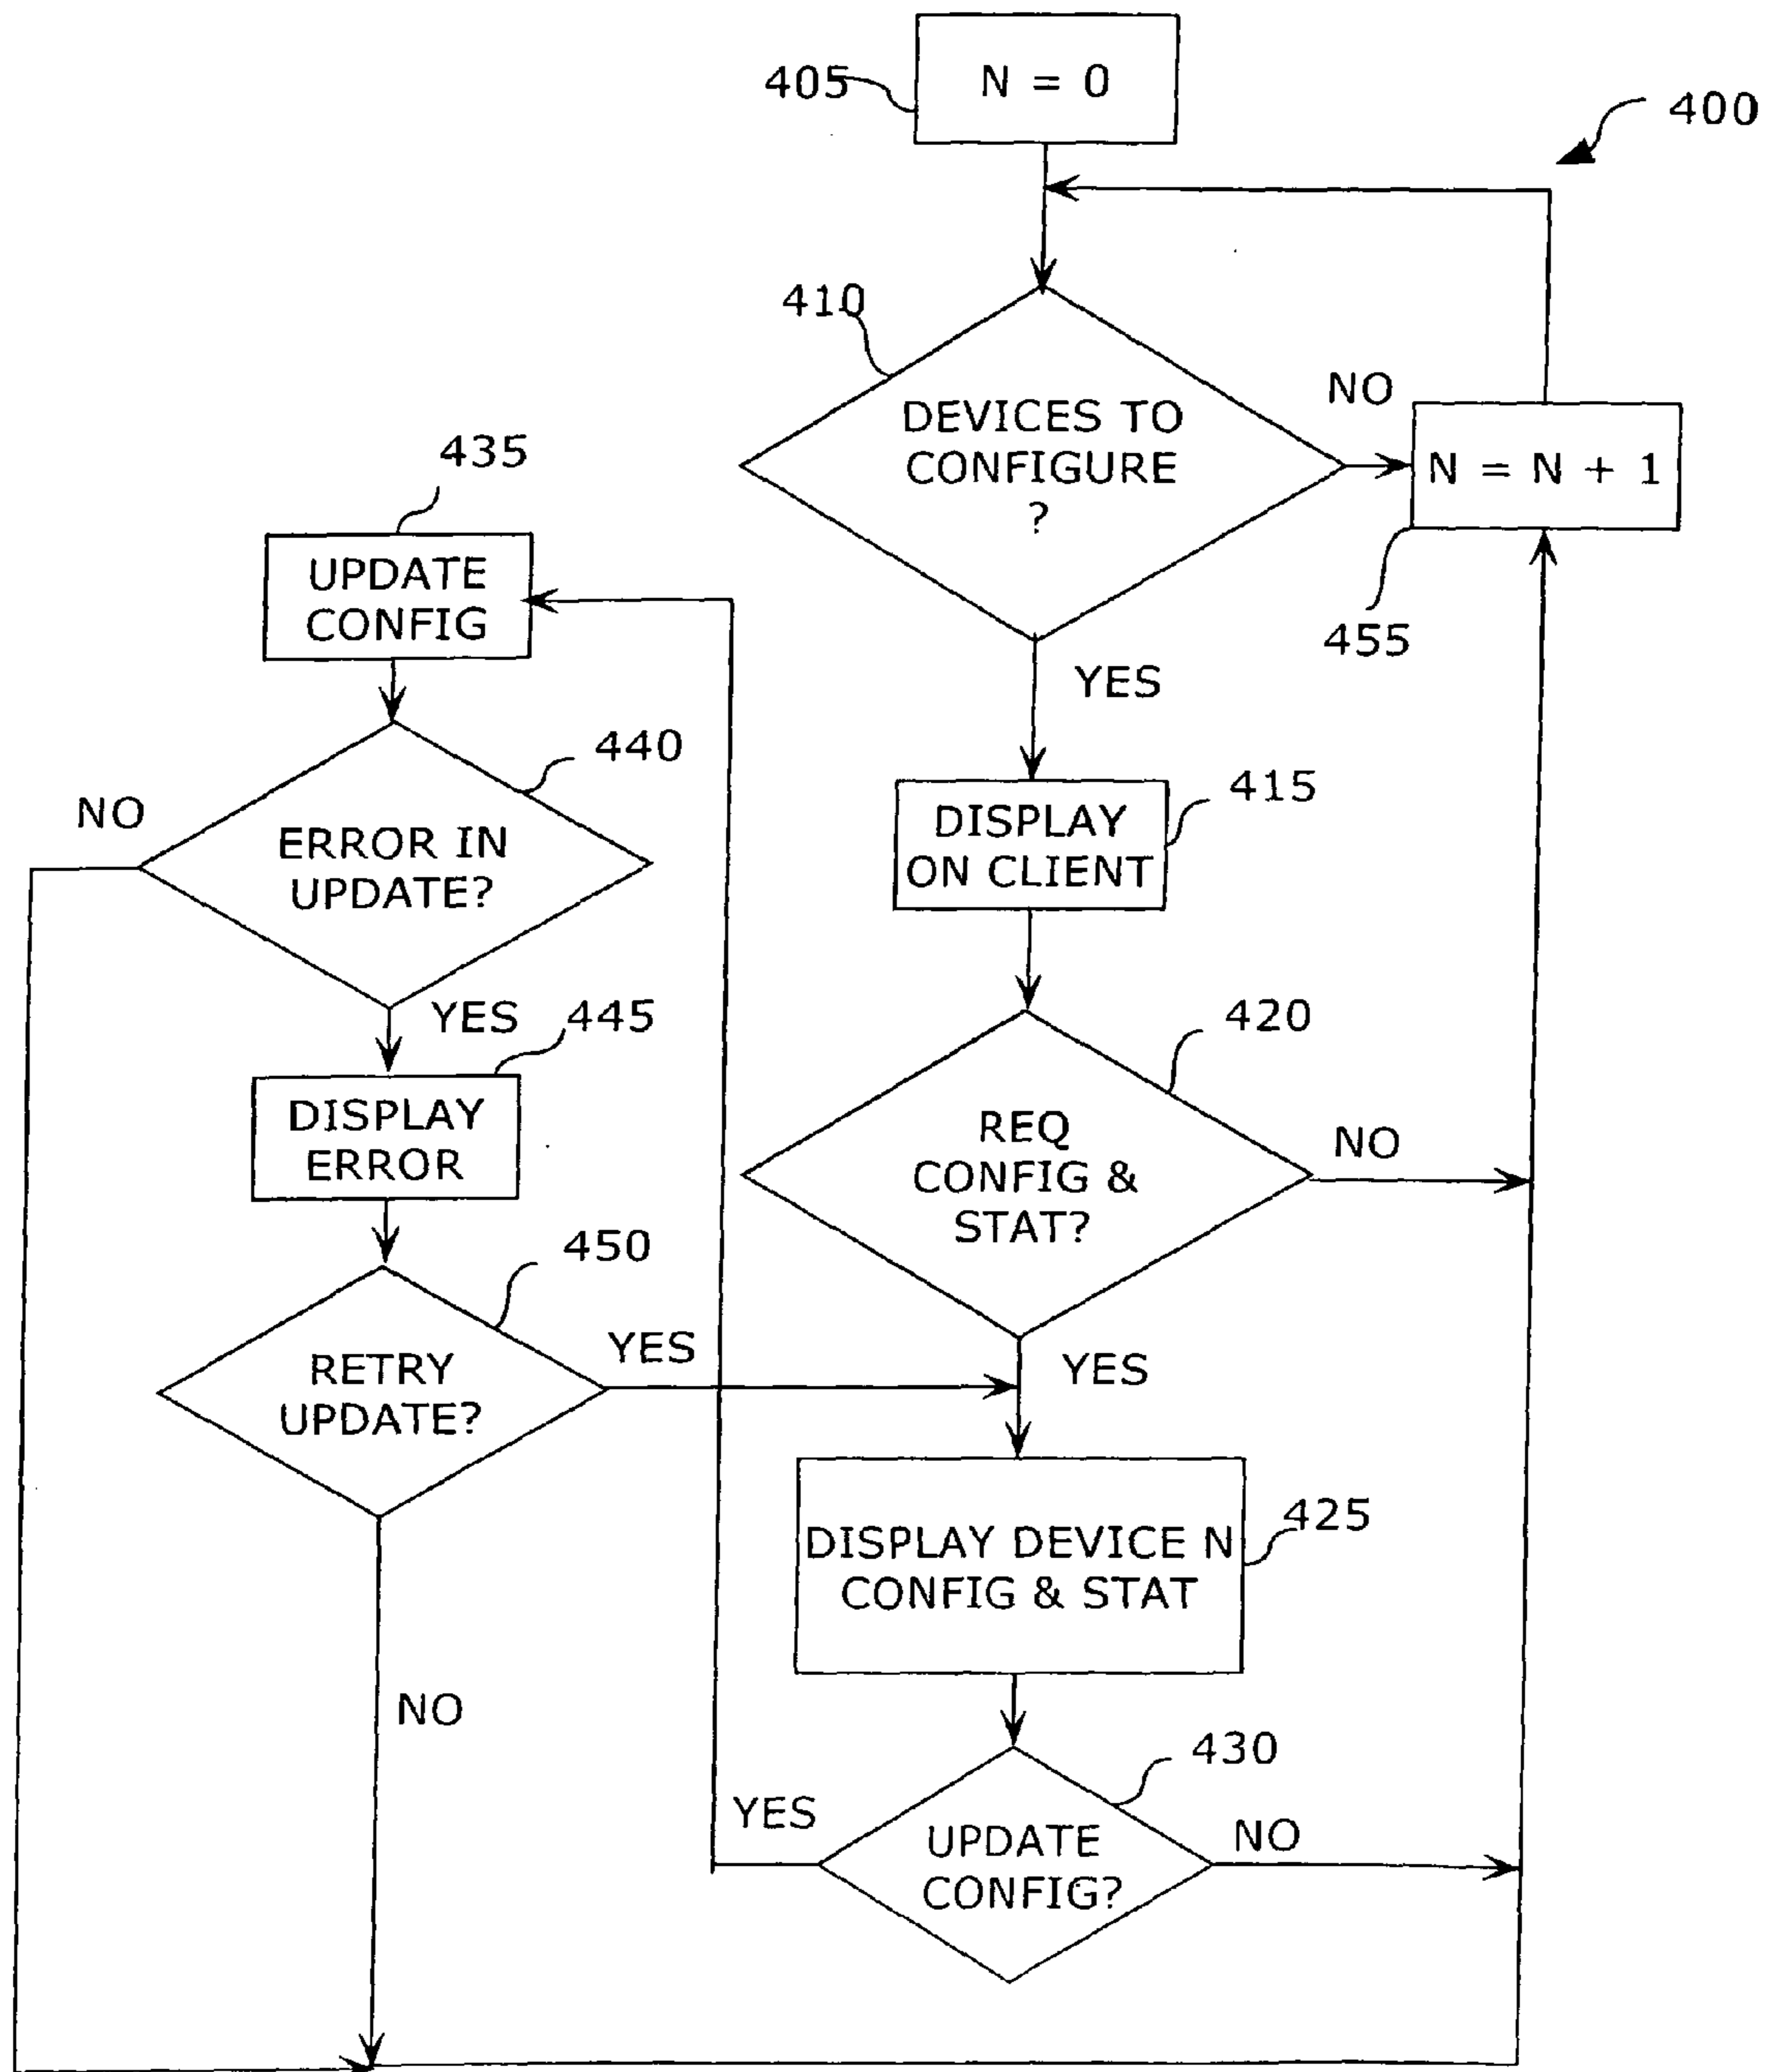 N = 0
405
400
410
DEVICES TO
CONFIGURE
?
NO
N = N + 1
455
YES
435
UPDATE
CONFIG
440
NO
ERROR IN
UPDATE?
YES
415
DISPLAY
ON CLIENT
445
DISPLAY
ERROR
420
REQ
CONFIG &
STAT?
NO
YES
450
RETRY
UPDATE?
YES
NO
425
DISPLAY DEVICE N
CONFIG & STAT
430
YES
UPDATE
CONFIG?
NO